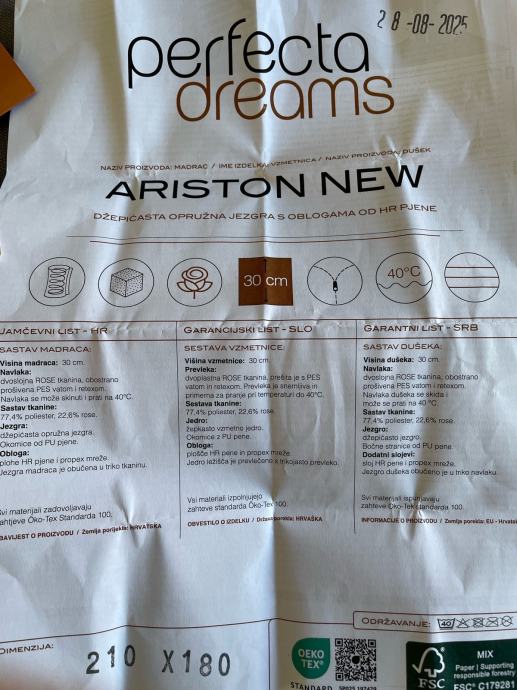 28-08-2025
perfecta
dreams
NAZIV PROIZVODA: MADRAC / IME IZDELKA: VZMETNICA / NAZIV PROIZVODA: DUŠEK
ARISTON NEW
DŽEPIĆASTA OPRUŽNA JEZGRA S OBLOGAMA OD HR PJENE
30 cm
40°C
JAMČEVNI LIST - HR
SASTAV MADRACA:
Visina madraca: 30 cm.
Navlaka:
dvoslojna ROSE tkanina, obostrano
prošivena PES vatom i retexom.
Navlaka se može skinuti i prati na 40°C.
Sastav tkanine:
77,4% poliester, 22,6% rose.
Jezgra:
džepićasta opružna jezgra.
Okomice od PU pjene.
Obloga:
plohe HR pjene i propex mreže.
Jezgra madraca je obučena u triko tkaninu.
Svi materijali zadovoljavaju
zahtjeve Öko-Tex Standarda 100.
OBAVIJEST O PROIZVODU / Zemlja porijekla: HRVATSKA
GARANCIJSKI LIST - SLO
SESTAVA VZMETNICE:
Višina vzmetnice: 30 cm.
Prevleka:
dvoplastna ROSE tkanina, prešita je s PES
vatom in retexom. Prevleka je snemljiva in
primerna za pranje pri temperaturi do 40°C.
Sestava tkanine:
77,4% poliester, 22,6% rose.
Jedro:
žepkasto vzmetno jedro.
Okomice z PU pene.
Obloga:
plošče HR pene in propex mreže.
Jedro ležišča je prevlečeno s trikojasto prevleko.
Vsi materiali izpolnjujejo
zahteve standarda Öko-Tex 100.
OBVESTILO O IZDELKU / Država porekla: HRVAŠKA
GARANTNI LIST - SRB
SASTAV DUŠEKA:
Visina dušeka: 30 cm.
Navlaka:
dvoslojna ROSE tkanina, obostrano
prošivena PES vatom i retexom.
Navlaka dušeka se skida i
može se prati na 40°C.
Sastav tkanine:
77,4% poliester, 22,6% rose.
Jezgro:
džepičasto jezgro.
Bočne stranice od PU pene.
Dodatni slojevi:
sloj HR pene i propex mreže.
Jezgro dušeka obučeno je u triko navlaku.
Svi materijali ispunjavaju
zahteve Öko-Tex standarda 100.
INFORMACIJE O PROIZVODU / Zemlja porekla: EU - Hrvatska
DIMENZIJA:
210 X180
ODRŽAVANJE:
40
OEKO
TEX®
STANDARD
FSC
MIX
Paper | Supporting
responsible forestry
FSC® C179281